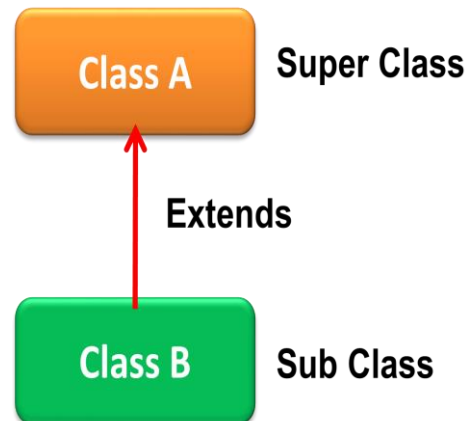 Class A
Super Class
Extends
Class B
Sub Class